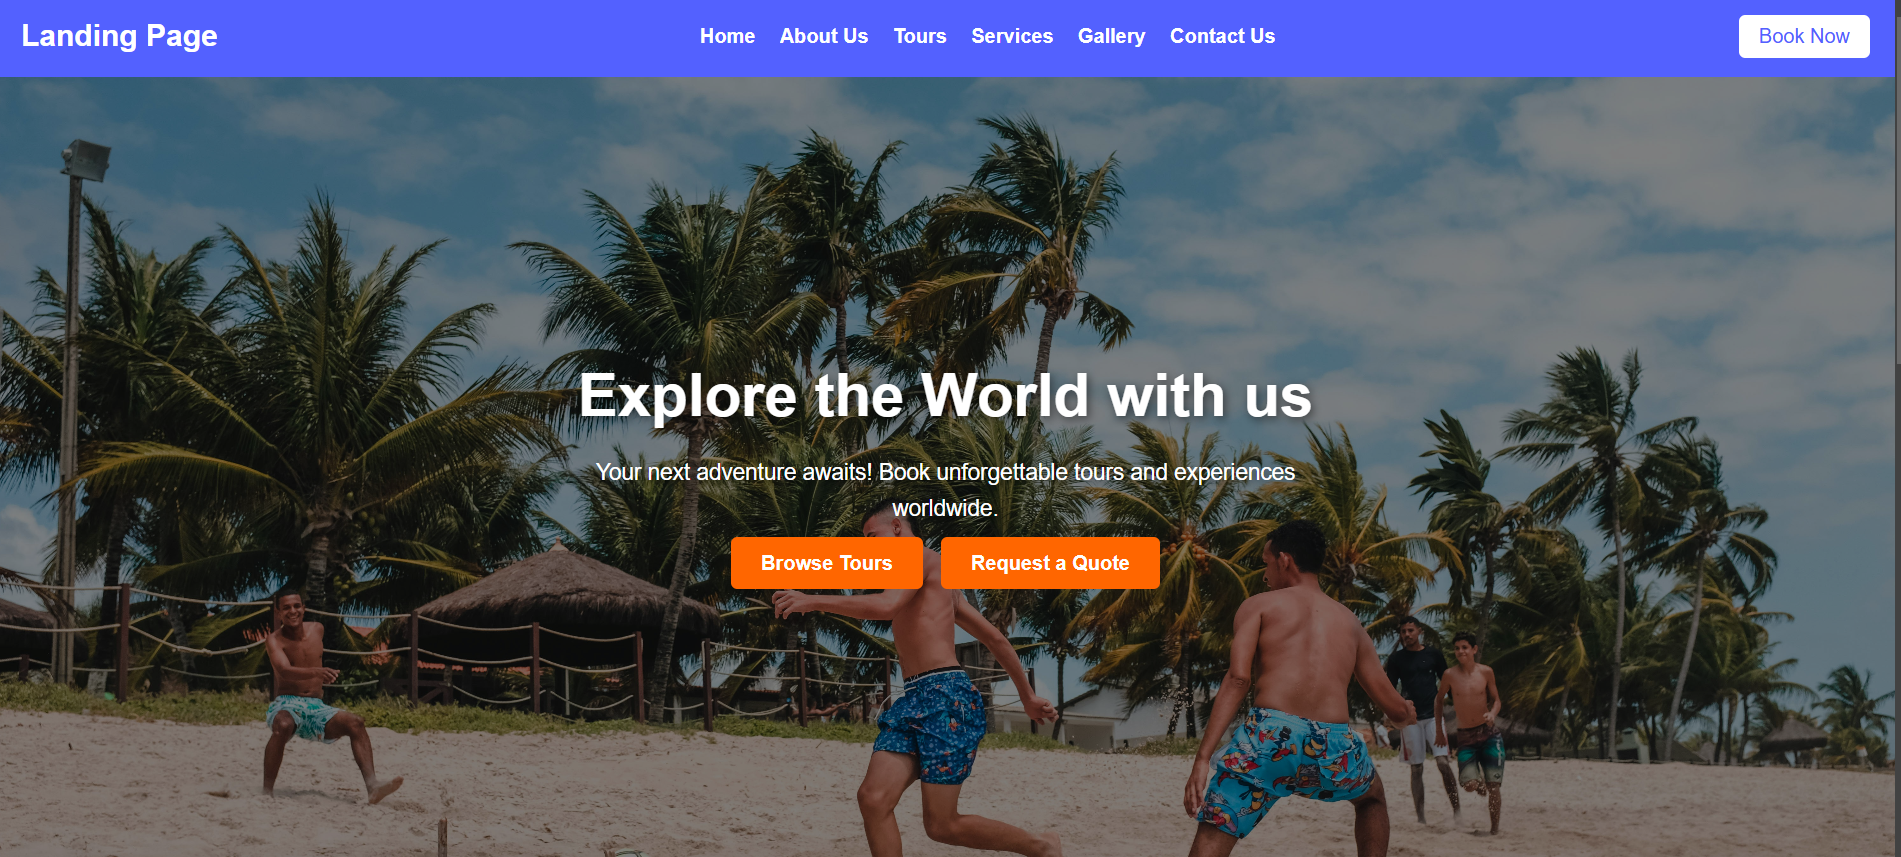 Landing Page
Home About Us Tours Services Gallery Contact Us
Book Now
Explore the World with us
Your next adventure awaits! Book unforgettable tours and experiences
worldwide.
Browse Tours
Request a Quote